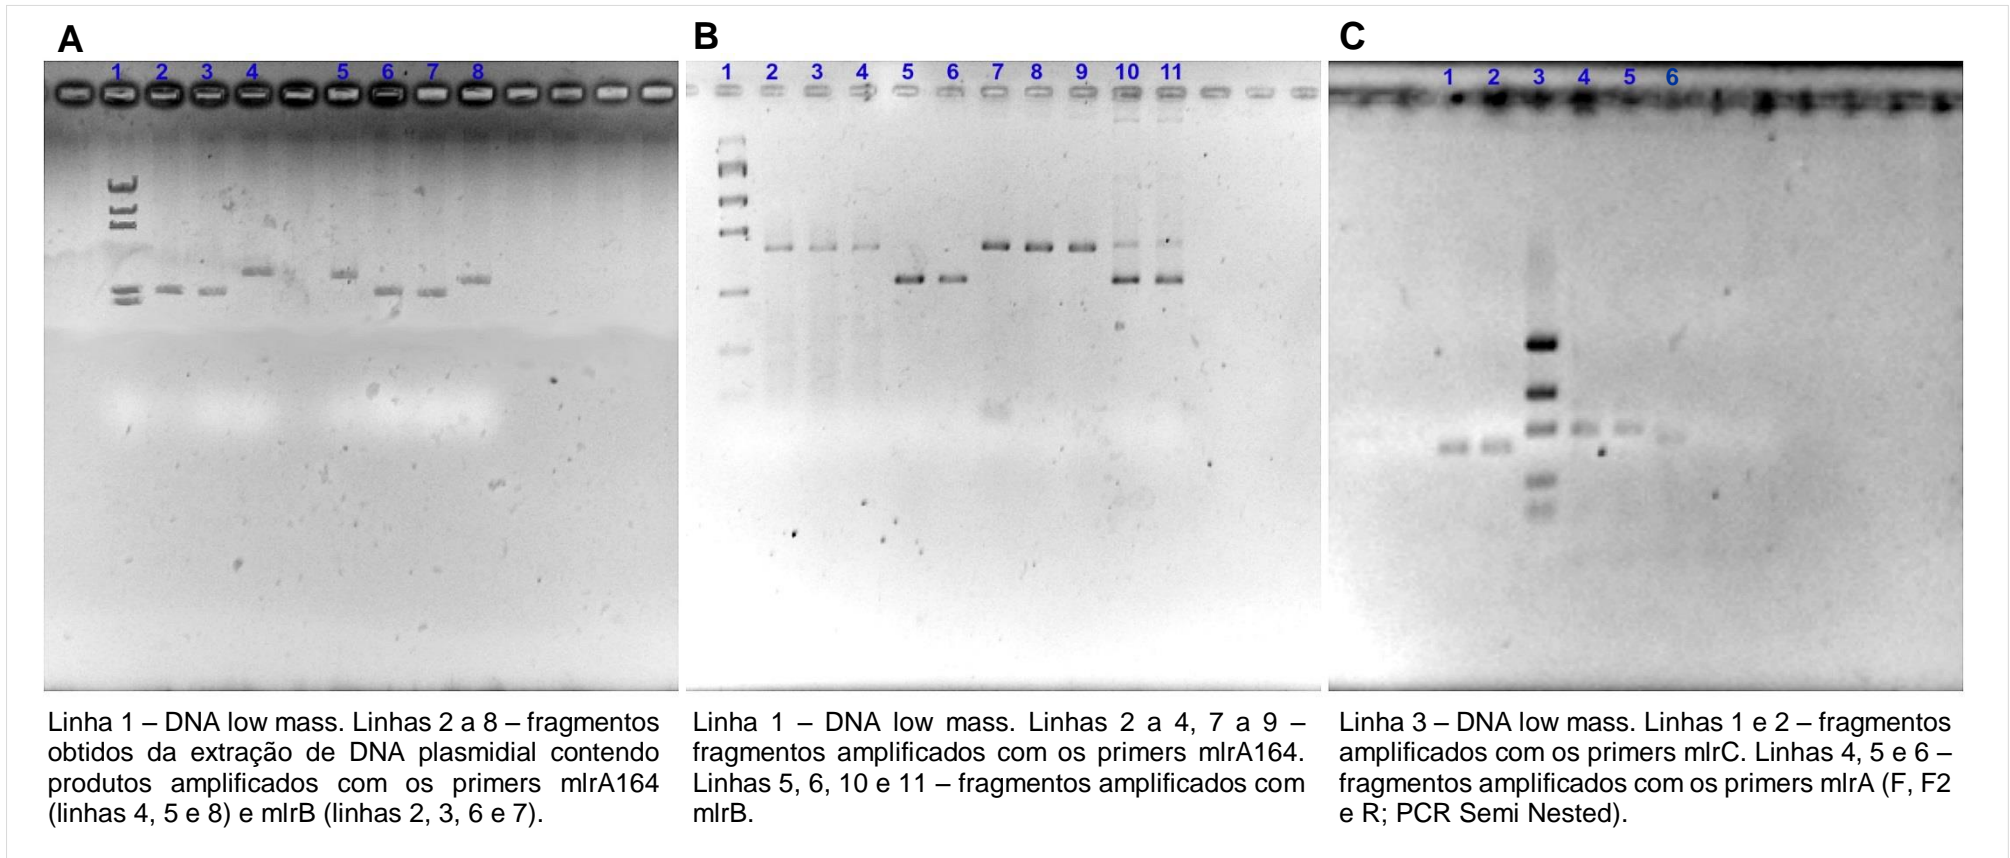 A
1 2 3 4 5 6 7 8
Linha 1 – DNA low mass. Linhas 2 a 8 – fragmentos
obtidos da extração de DNA plasmidial contendo
produtos amplificados com os primers mlrA164
(linhas 4, 5 e 8) e mlrB (linhas 2, 3, 6 e 7).
B
1 2 3 4 5 6 7 8 9 10 11
Linha 1 – DNA low mass. Linhas 2 a 4, 7 a 9 –
fragmentos amplificados com os primers mlrA164.
Linhas 5, 6, 10 e 11 – fragmentos amplificados com
mlrB.
C
1 2 3 4 5 6
Linha 3 – DNA low mass. Linhas 1 e 2 – fragmentos
amplificados com os primers mlrC. Linhas 4, 5 e 6 –
fragmentos amplificados com os primers mlrA (F, F2
e R; PCR Semi Nested).